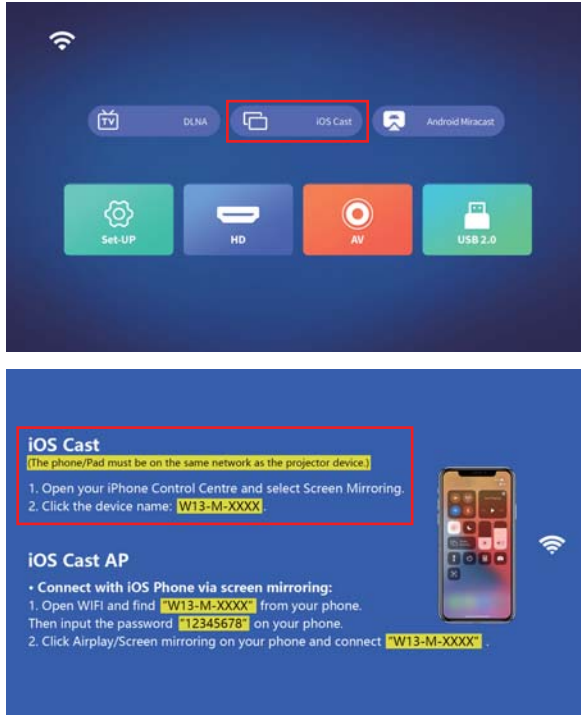 DLNA
iOS Cast
Android Miracast
Set-UP
HD
AV
USB 2.0
iOS Cast
(The phone/Pad must be on the same network as the projector device.)
1. Open your iPhone Control Centre and select Screen Mirroring.
2. Click the device name: W13-M-XXXX .
iOS Cast AP
• Connect with iOS Phone via screen mirroring:
1. Open WIFI and find "W13-M-XXXX" from your phone.
Then input the password "12345678" on your phone.
2. Click Airplay/Screen mirroring on your phone and connect "W13-M-XXXX" .